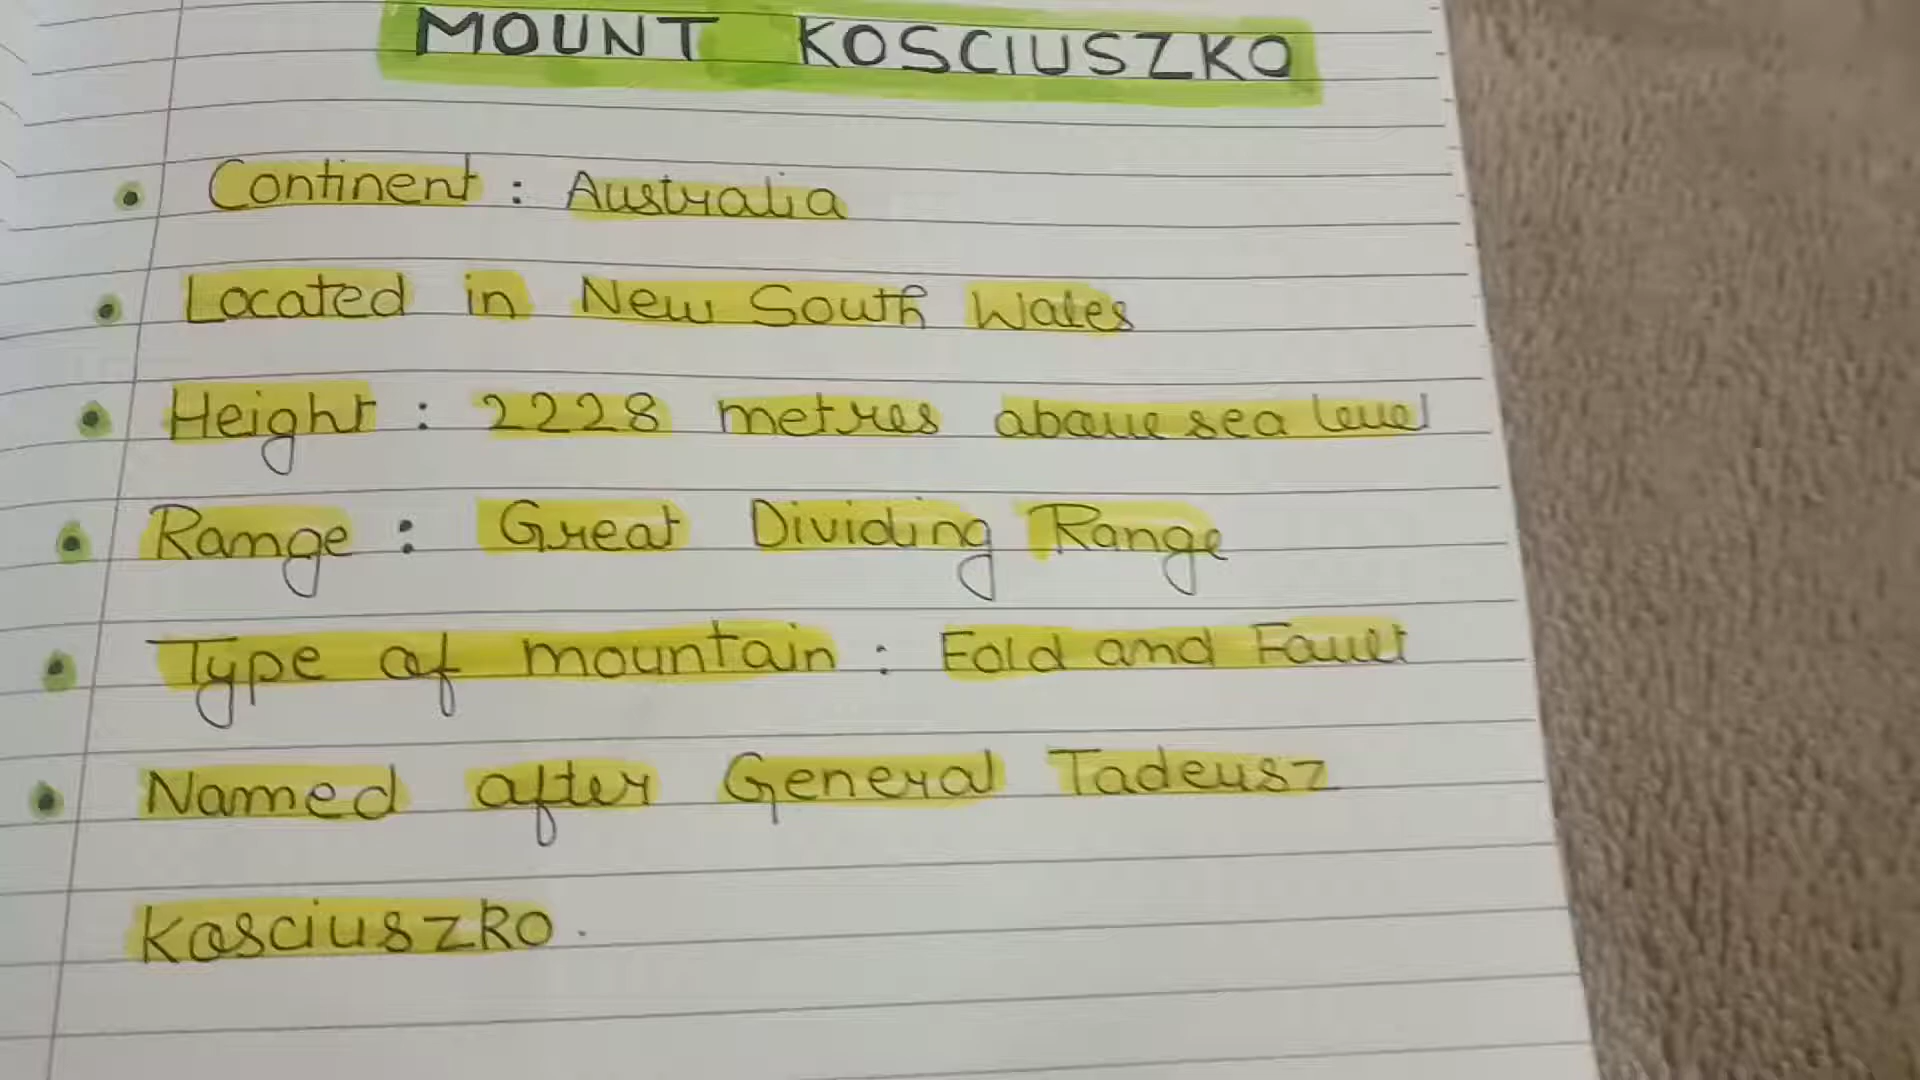 MOUNT KOSCIUSZKO
• Continent : Australia
• Located in New South Wales
• Height : 2228 metres above sea level
• Range : Great Dividing Range
• Type of mountain : Fold and Fault
• Named after General Tadeusz
Kosciuszko.